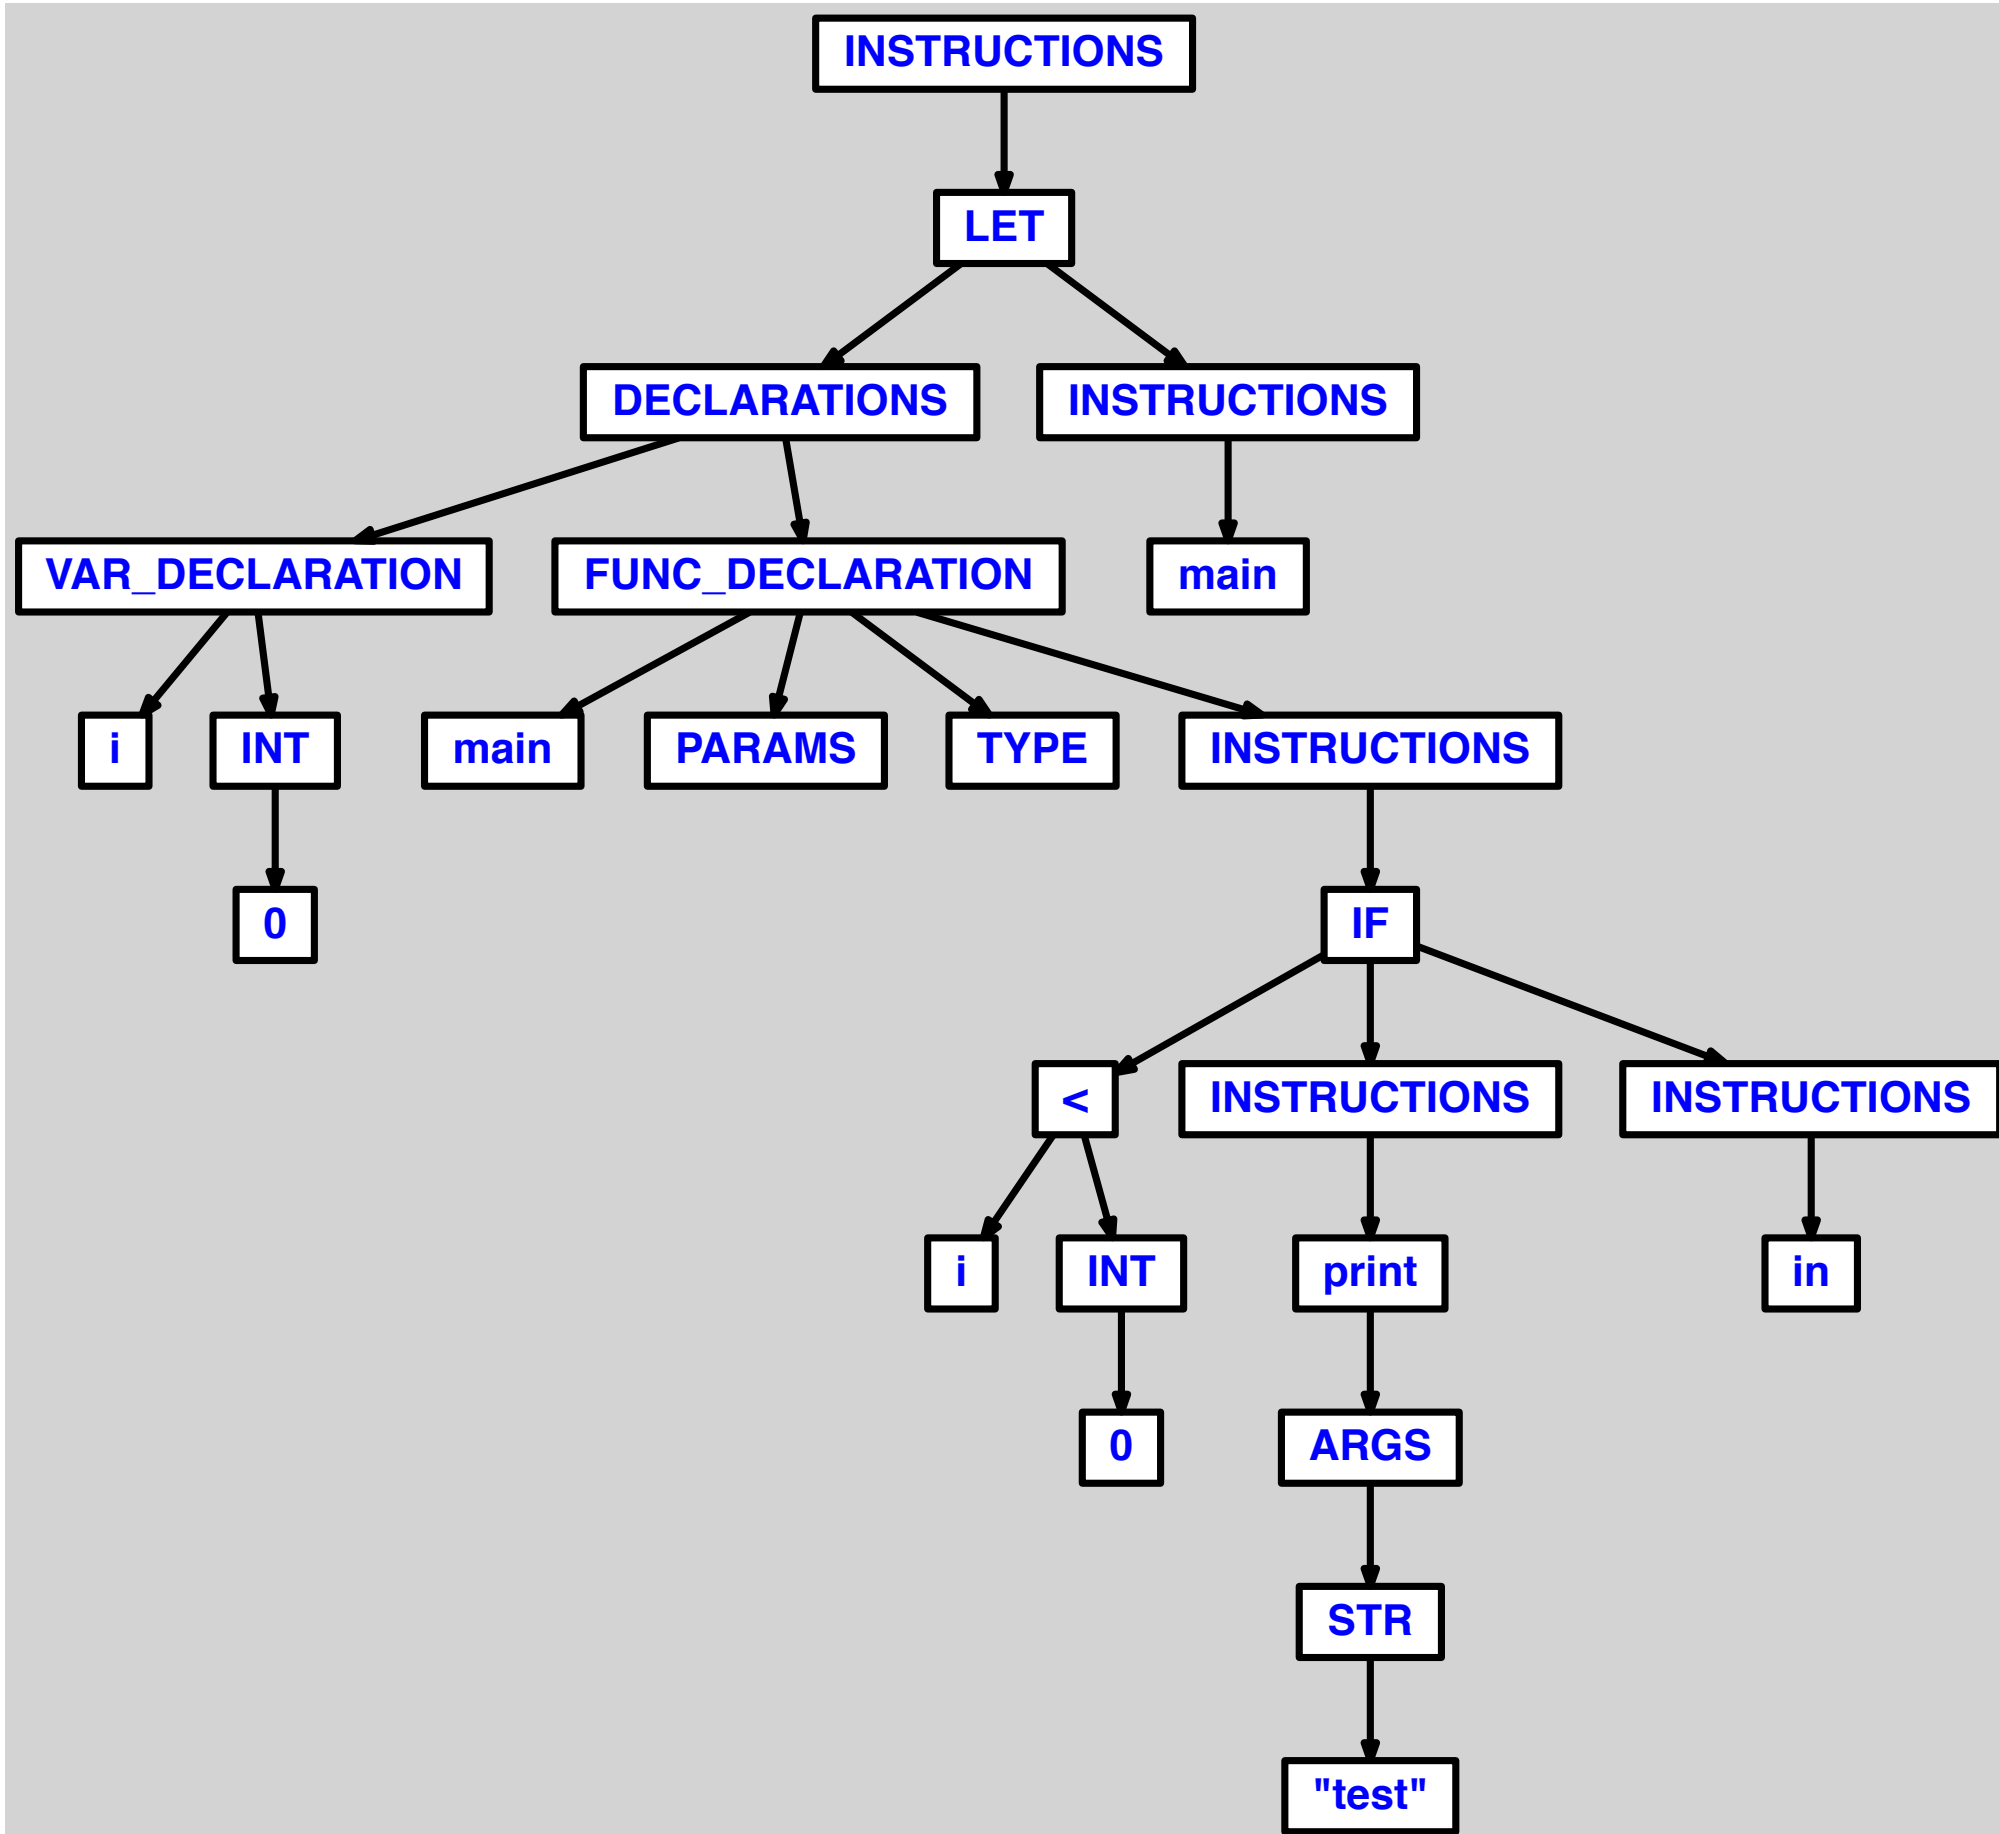 INSTRUCTIONS
LET
DECLARATIONS
INSTRUCTIONS
VAR_DECLARATION
FUNC_DECLARATION
main
i
INT
main
PARAMS
TYPE
INSTRUCTIONS
0
IF
<
INSTRUCTIONS
INSTRUCTIONS
i
INT
print
in
0
ARGS
STR
"test"